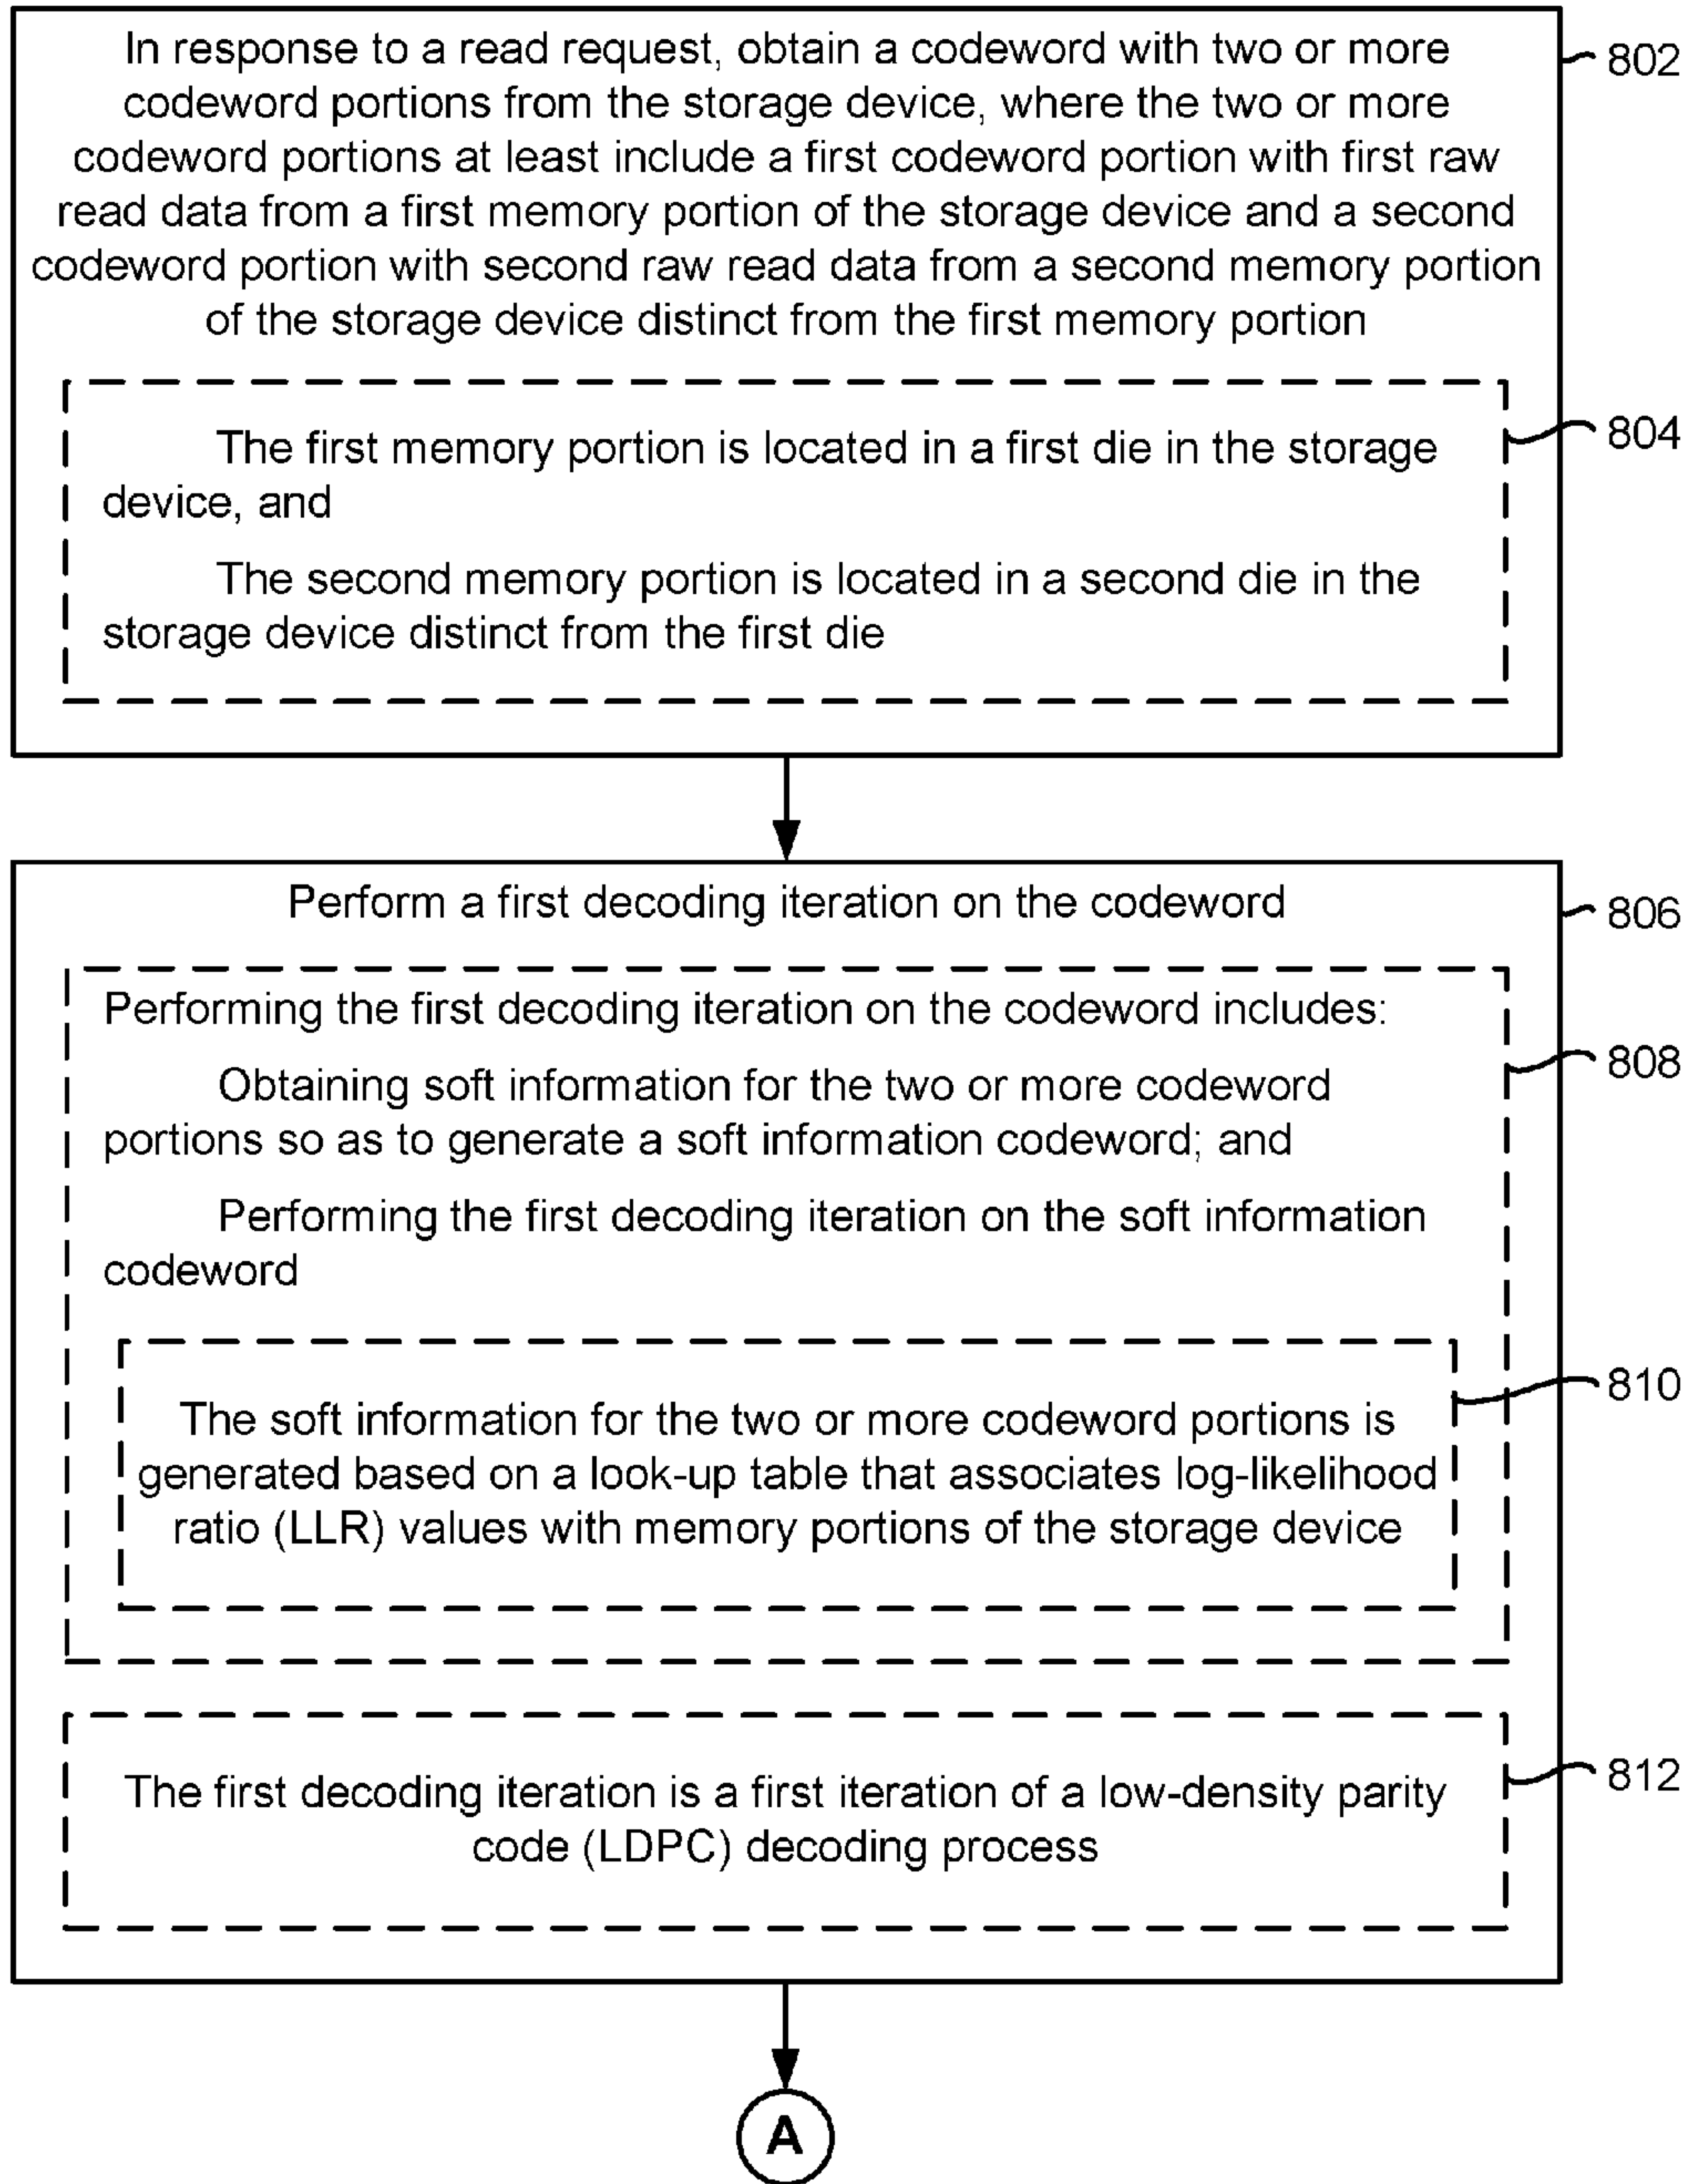 In response to a read request, obtain a codeword with two or more
codeword portions from the storage device, where the two or more
codeword portions at least include a first codeword portion with first raw
read data from a first memory portion of the storage device and a second
codeword portion with second raw read data from a second memory portion
of the storage device distinct from the first memory portion
802
The first memory portion is located in a first die in the storage
device, and
The second memory portion is located in a second die in the
storage device distinct from the first die
804
Perform a first decoding iteration on the codeword
806
Performing the first decoding iteration on the codeword includes:
Obtaining soft information for the two or more codeword
portions so as to generate a soft information codeword; and
Performing the first decoding iteration on the soft information
codeword
808
The soft information for the two or more codeword portions is
generated based on a look-up table that associates log-likelihood
ratio (LLR) values with memory portions of the storage device
810
The first decoding iteration is a first iteration of a low-density parity
code (LDPC) decoding process
812
A